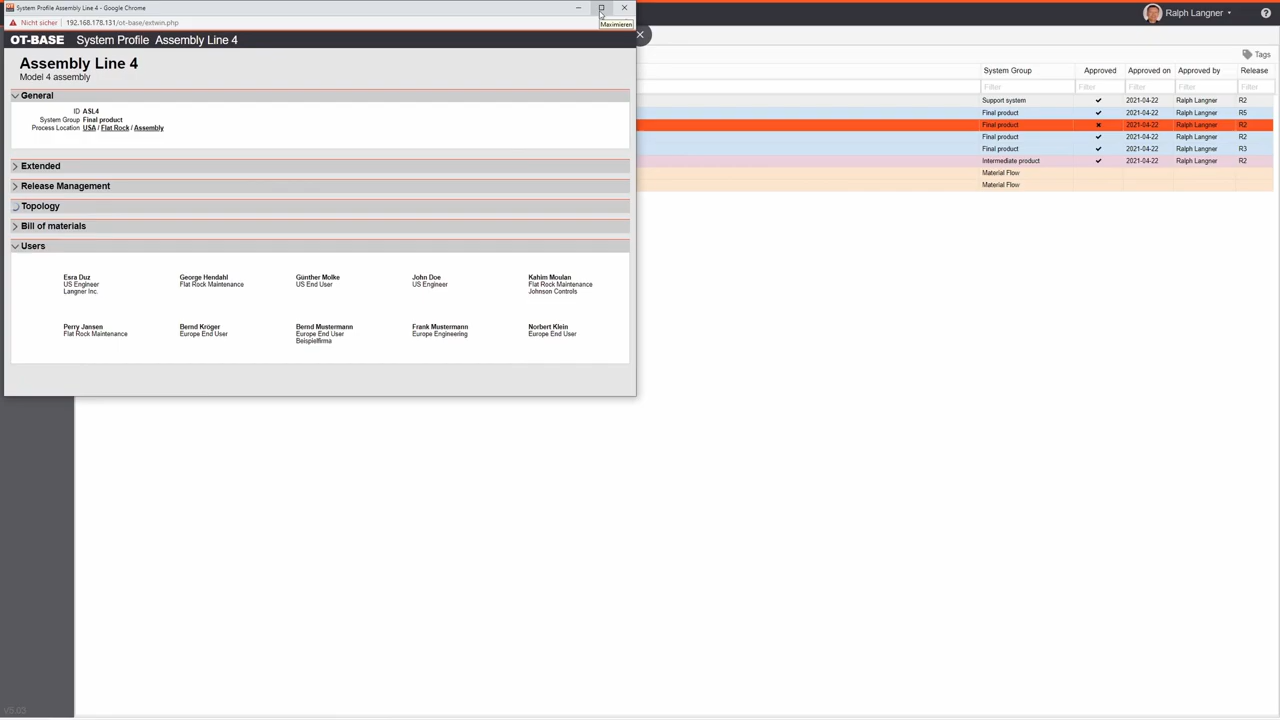 System Profile Assembly Line 4 - Google Chrome
Nicht sicher | 192.168.178.131/ot-base/extwin.php
Maximieren
Ralph Langner
OT-BASE System Profile Assembly Line 4
Assembly Line 4
Model 4 assembly
General
ID ASL4
System Group Final product
Process Location USA / Flat Rock / Assembly
Extended
Release Management
Topology
Bill of materials
Users
Esra Duz
US Engineer
Langner Inc.
George Hendahl
Flat Rock Maintenance
Günther Molke
US End User
John Doe
US Engineer
Kahim Moulan
Flat Rock Maintenance
Johnson Controls
Perry Jansen
Flat Rock Maintenance
Bernd Kröger
Europe End User
Bernd Mustermann
Europe End User
Beispielfirma
Frank Mustermann
Europe Engineering
Norbert Klein
Europe End User
Tags
System Group Approved Approved on Approved by Release
Filter Filter Filter Filter Filter
Support system 2021-04-22 Ralph Langner R2
Final product 2021-04-22 Ralph Langner R5
Final product 2021-04-22 Ralph Langner R2
Final product 2021-04-22 Ralph Langner R2
Final product 2021-04-22 Ralph Langner R3
Intermediate product 2021-04-22 Ralph Langner R2
Material Flow
Material Flow